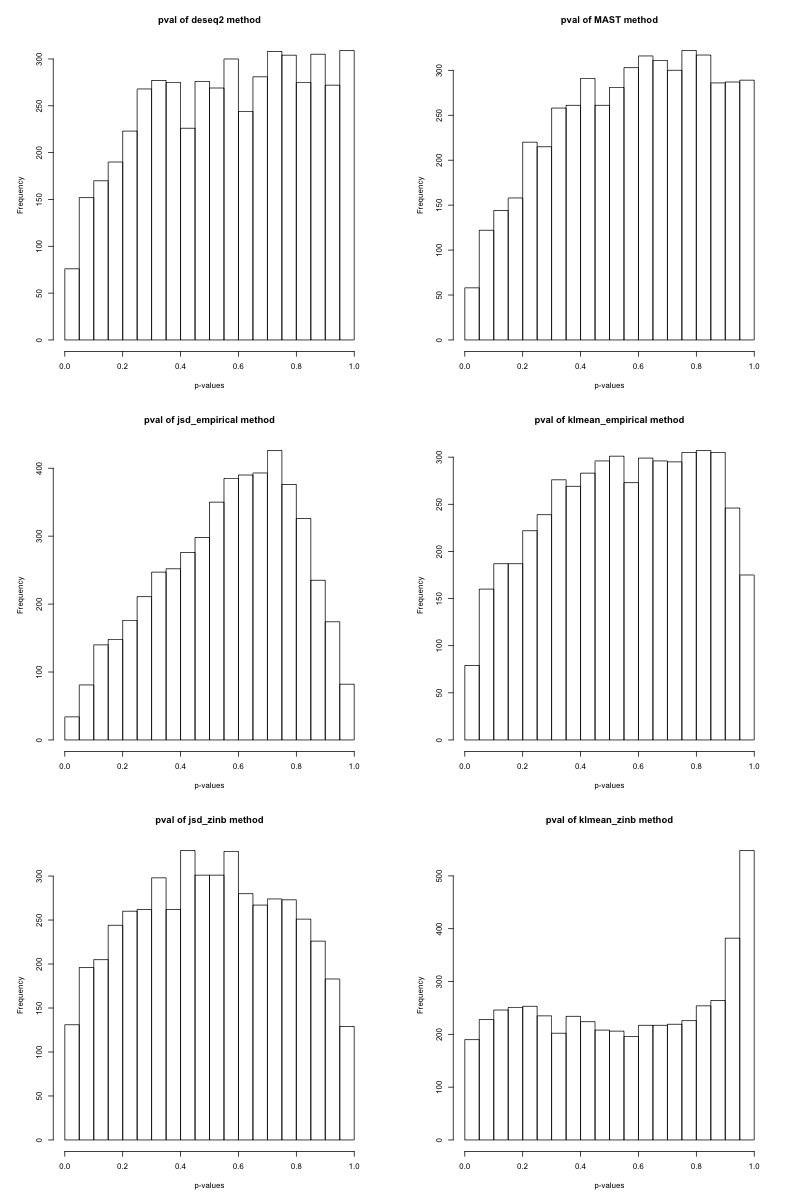 pval of deseq2 method
Frequency
0 50 100 150 200 250 300
0.0 0.2 0.4 0.6 0.8 1.0
p-values
pval of MAST method
Frequency
0 50 100 150 200 250 300
0.0 0.2 0.4 0.6 0.8 1.0
p-values
pval of jsd_empirical method
Frequency
0 100 200 300 400
0.0 0.2 0.4 0.6 0.8 1.0
p-values
pval of klmean_empirical method
Frequency
0 50 100 150 200 250 300
0.0 0.2 0.4 0.6 0.8 1.0
p-values
pval of jsd_zinb method
Frequency
0 50 100 150 200 250 300
0.0 0.2 0.4 0.6 0.8 1.0
p-values
pval of klmean_zinb method
Frequency
0 100 200 300 400 500
0.0 0.2 0.4 0.6 0.8 1.0
p-values